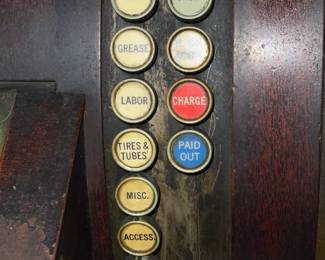 GREASE
LABOR
CHARGE
TIRES &
TUBES
PAID
OUT
MISC.
ACCESS.